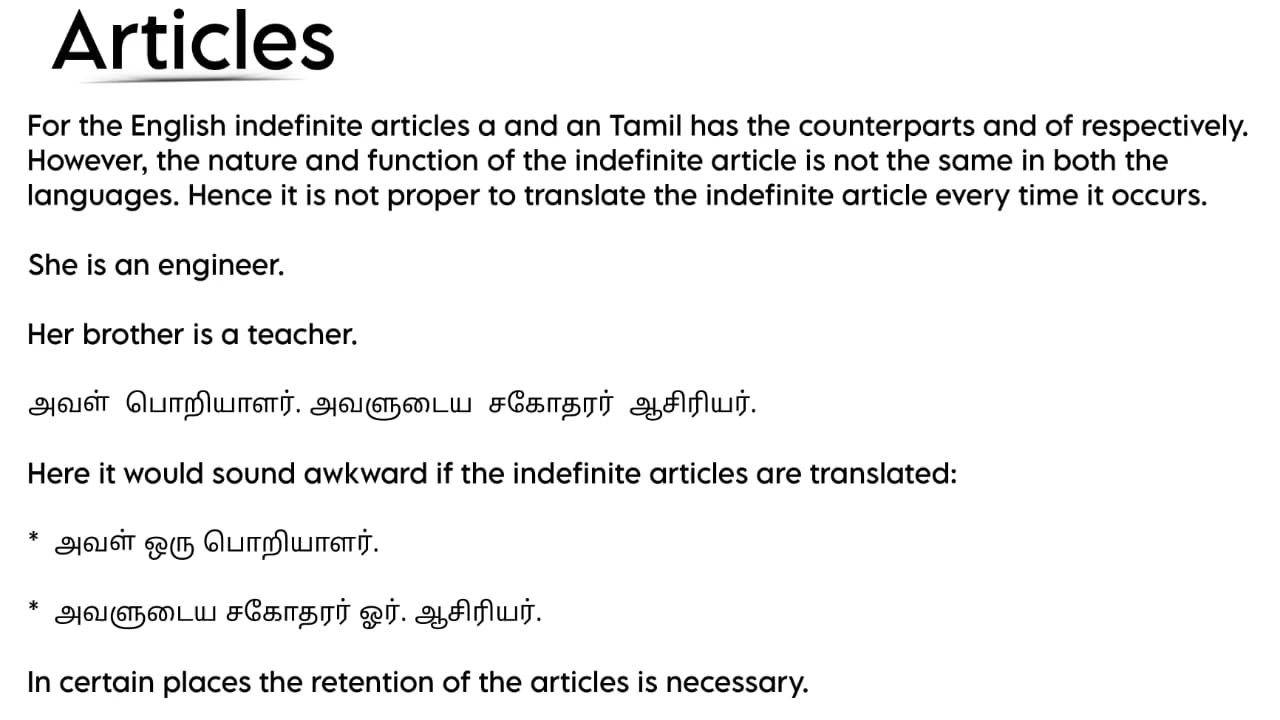 Articles
For the English indefinite articles a and an Tamil has the counterparts and of respectively.
However, the nature and function of the indefinite article is not the same in both the
languages. Hence it is not proper to translate the indefinite article every time it occurs.
She is an engineer.
Her brother is a teacher.
அவள் பொறியாளர். அவளுடைய சகோதரர் ஆசிரியர்.
Here it would sound awkward if the indefinite articles are translated:
* அவள் ஒரு பொறியாளர்.
* அவளுடைய சகோதரர் ஓர். ஆசிரியர்.
In certain places the retention of the articles is necessary.